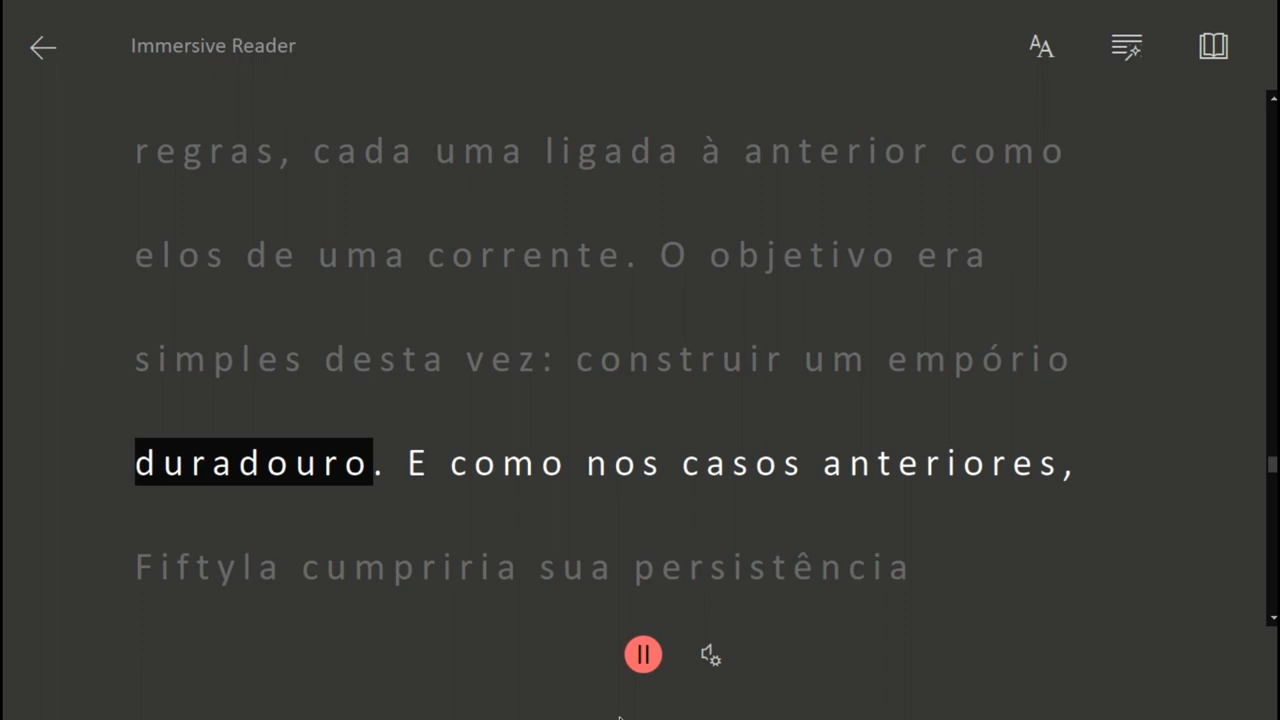 Immersive Reader
regras, cada uma ligada à anterior como
elos de uma corrente. O objetivo era
simples desta vez: construir um empório
duradouro. E como nos casos anteriores,
Fiftyla cumpriria sua persistência